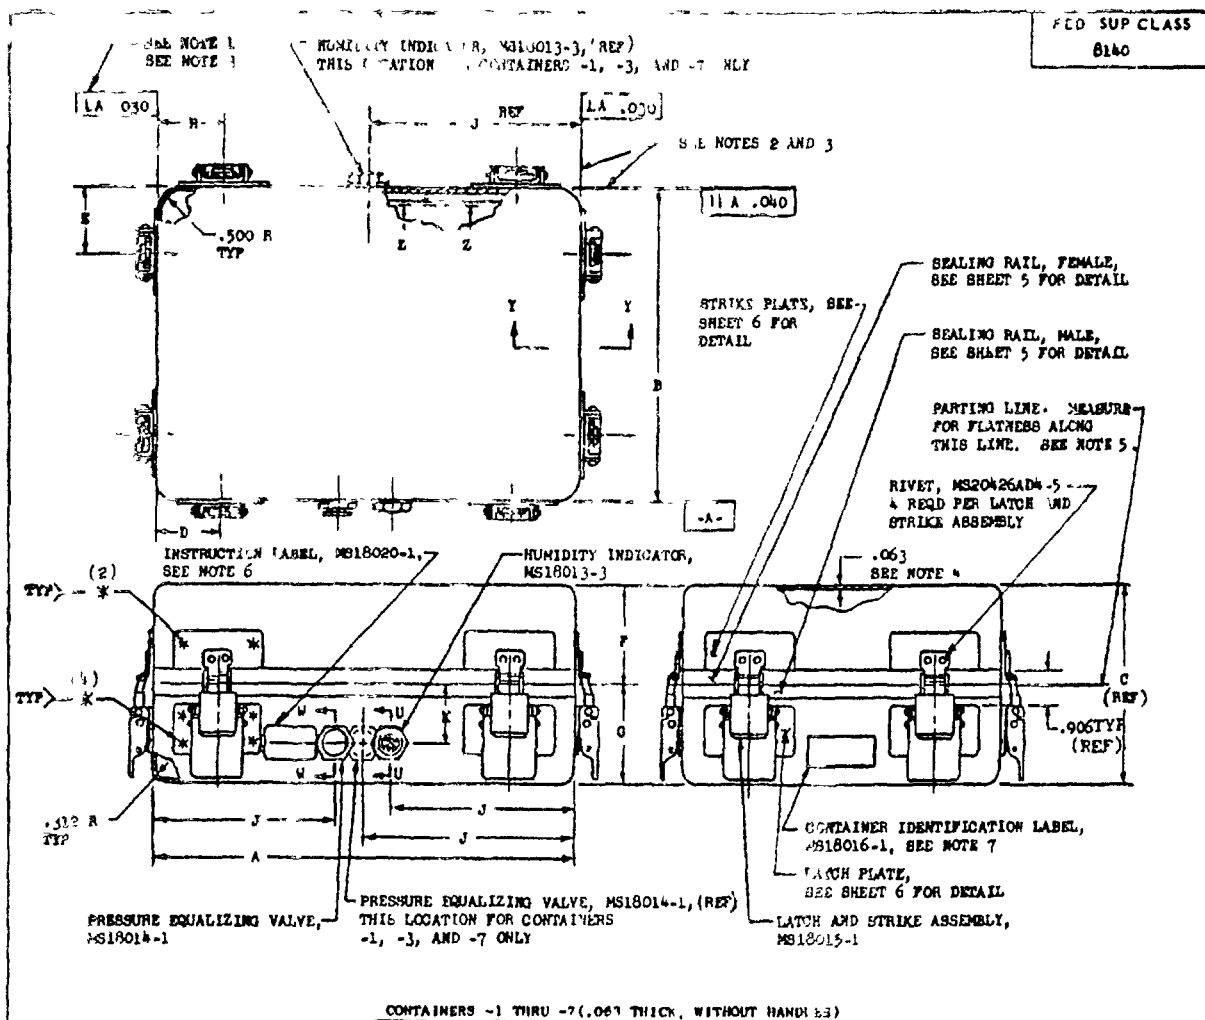 FED SUP CLASS
8140
SEE NOTE 1
SEE NOTE
HUMIDITY INDICATOR, MS18013-3, (REF)
THIS LOCATION CONTAINERS -1, -3, AND -7 ONLY
LA .030
H
REF
J
LA .030
SEE NOTES 2 AND 3
E
.500 R
TYP
Z
Z
11 A .040
Y
Y
B
STRIKE PLATE, SEE
SHEET 6 FOR
DETAIL
SEALING RAIL, FEMALE,
SEE SHEET 5 FOR DETAIL
SEALING RAIL, MALE,
SEE SHEET 5 FOR DETAIL
PARTING LINE. MEASURE
FOR FLATNESS ALONG
THIS LINE. SEE NOTE 5.
RIVET, MS20426AD4-5
4 REQD PER LATCH AND
STRIKE ASSEMBLY
-A-
D
INSTRUCTION LABEL, MS18020-1,
SEE NOTE 6
HUMIDITY INDICATOR,
MS18013-3
.063
SEE NOTE 4
TYP (2) *
TYP (4) *
F
G
K
W
U
W
U
C
(REF)
.906TYP
(REF)
.312 R
TYP
J
J
A
CONTAINER IDENTIFICATION LABEL,
MS18016-1, SEE NOTE 7
LATCH PLATE,
SEE SHEET 6 FOR DETAIL
LATCH AND STRIKE ASSEMBLY,
MS18015-1
PRESSURE EQUALIZING VALVE,
MS18014-1
PRESSURE EQUALIZING VALVE, MS18014-1, (REF)
THIS LOCATION FOR CONTAINERS
-1, -3, AND -7 ONLY
CONTAINERS -1 THRU -7(.063 THICK, WITHOUT HANDLES)